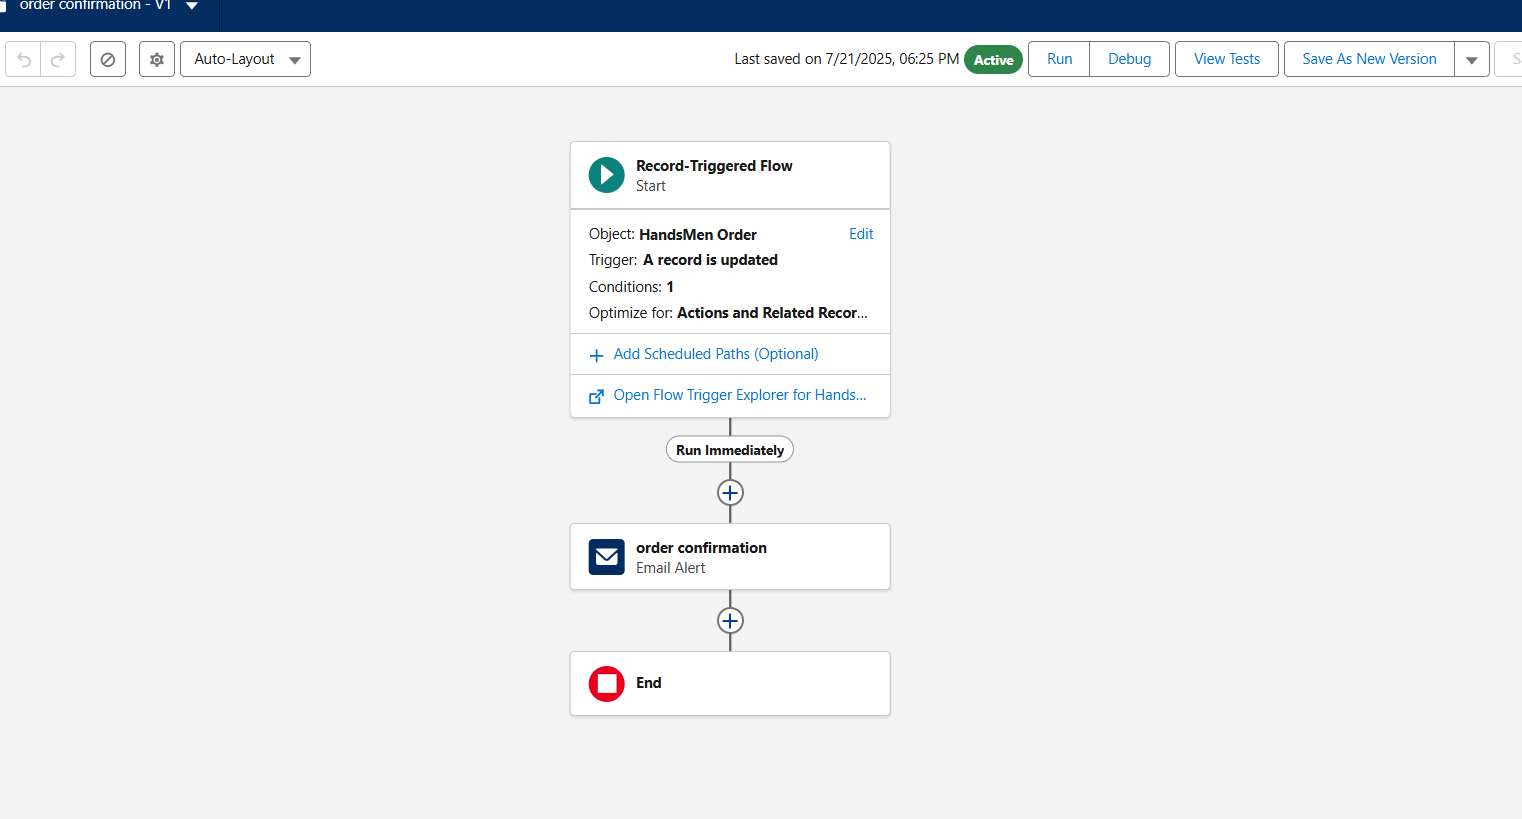 order confirmation - V1
Auto-Layout
Last saved on 7/21/2025, 06:25 PM
Active
Run
Debug
View Tests
Save As New Version
Record-Triggered Flow
Start
Object: HandsMen Order
Edit
Trigger: A record is updated
Conditions: 1
Optimize for: Actions and Related Recor...
Add Scheduled Paths (Optional)
Open Flow Trigger Explorer for Hands...
Run Immediately
order confirmation
Email Alert
End